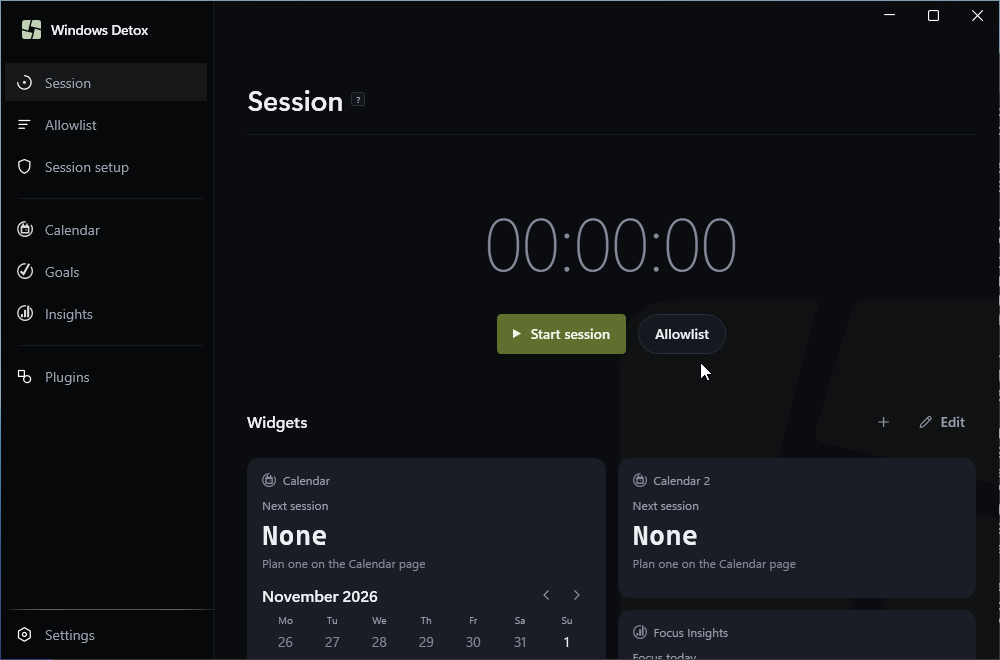 Windows Detox
Session
Allowlist
Session setup
Calendar
Goals
Insights
Plugins
Settings
Session ?
00:00:00
Start session
Allowlist
Widgets
+ Edit
Calendar
Next session
None
Plan one on the Calendar page
November 2026
Mo Tu We Th Fr Sa Su
26 27 28 29 30 31 1
Calendar 2
Next session
None
Plan one on the Calendar page
Focus Insights
Focus today